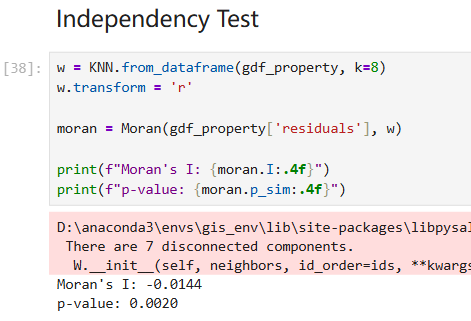 Independency Test
[38]: w = KNN.from_dataframe(gdf_property, k=8)
w.transform = 'r'
moran = Moran(gdf_property['residuals'], w)
print(f"Moran's I: {moran.I:.4f}")
print(f"p-value: {moran.p_sim:.4f}")
D:\anaconda3\envs\gis_env\lib\site-packages\libpysal
There are 7 disconnected components.
W.__init__(self, neighbors, id_order=ids, **kwargs
Moran's I: -0.0144
p-value: 0.0020